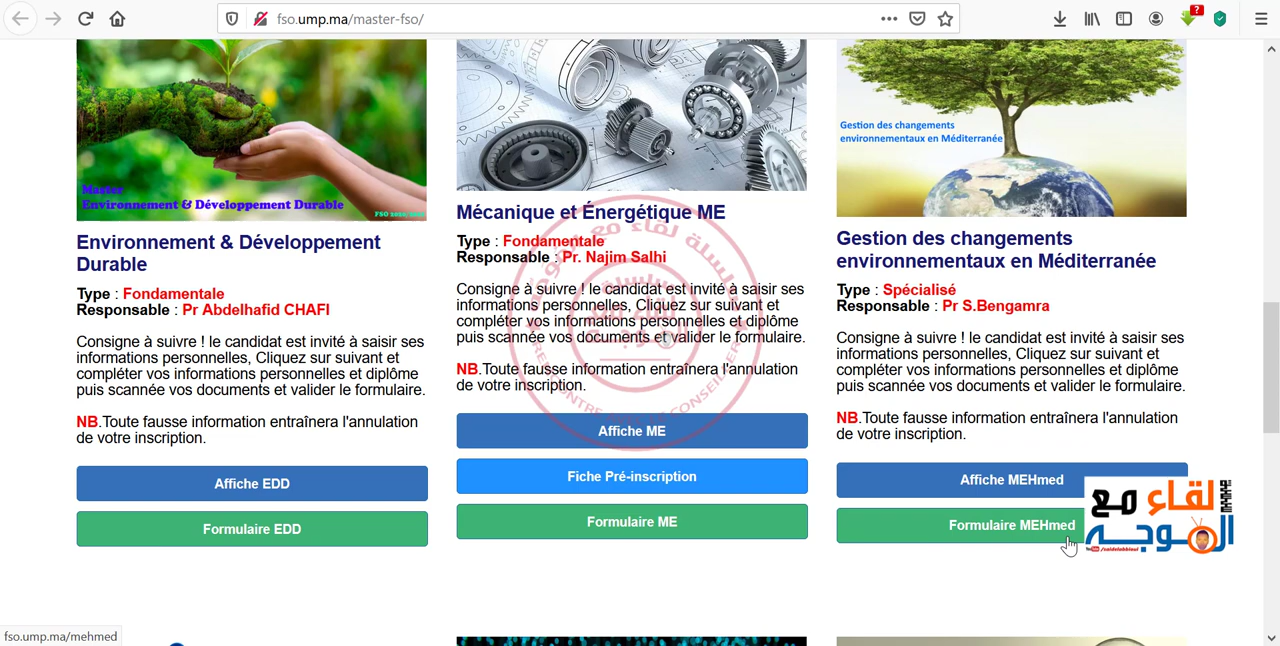 fso.ump.ma/master-fso/
?
Master
Environnement & Développement Durable
FSO 2020/2021
Environnement & Développement
Durable
Type : Fondamentale
Responsable : Pr Abdelhafid CHAFI
Consigne à suivre ! le candidat est invité à saisir ses
informations personnelles, Cliquez sur suivant et
compléter vos informations personnelles et diplôme
puis scannée vos documents et valider le formulaire.
NB.Toute fausse information entraînera l'annulation
de votre inscription.
Affiche EDD
Formulaire EDD
Mécanique et Énergétique ME
Type : Fondamentale
Responsable : Pr. Najim Salhi
Consigne à suivre ! le candidat est invité à saisir ses
informations personnelles, Cliquez sur suivant et
compléter vos informations personnelles et diplôme
puis scannée vos documents et valider le formulaire.
NB.Toute fausse information entraînera l'annulation
de votre inscription.
Affiche ME
Fiche Pré-inscription
Formulaire ME
Gestion des changements
environnementaux en Méditerranée
Gestion des changements
environnementaux en Méditerranée
Type : Spécialisé
Responsable : Pr S.Bengamra
Consigne à suivre ! le candidat est invité à saisir ses
informations personnelles, Cliquez sur suivant et
compléter vos informations personnelles et diplôme
puis scannée vos documents et valider le formulaire.
NB.Toute fausse information entraînera l'annulation
de votre inscription.
Affiche MEHmed
Formulaire MEHmed
لقاء مع
الموجه
fso.ump.ma/mehmed